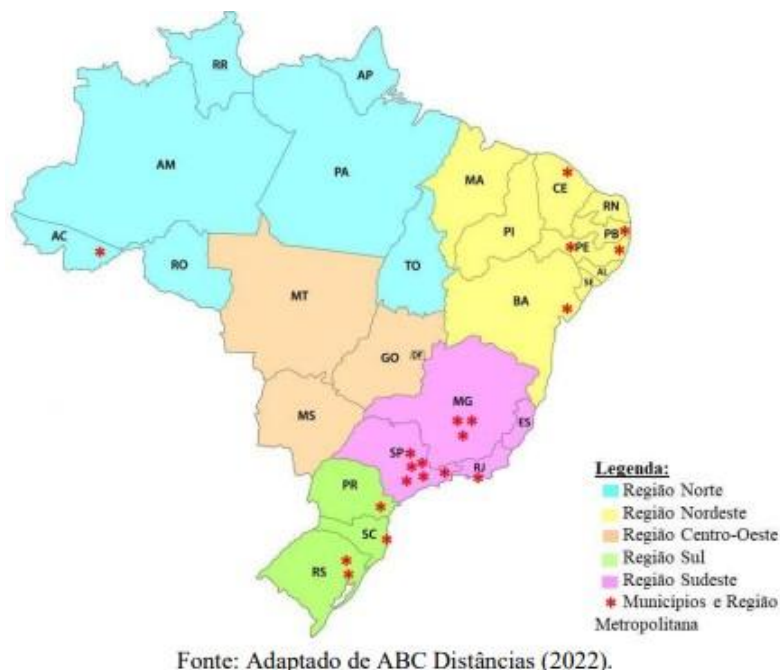 RR
AP
AM
PA
MA
CE
RN
AC
PI
PB
PE
RO
TO
AL
SE
MT
BA
GO
DF
MS
MG
ES
SP
RJ
PR
SC
RS
Legenda:
Região Norte
Região Nordeste
Região Centro-Oeste
Região Sul
Região Sudeste
* Municípios e Região
Metropolitana
Fonte: Adaptado de ABC Distâncias (2022).